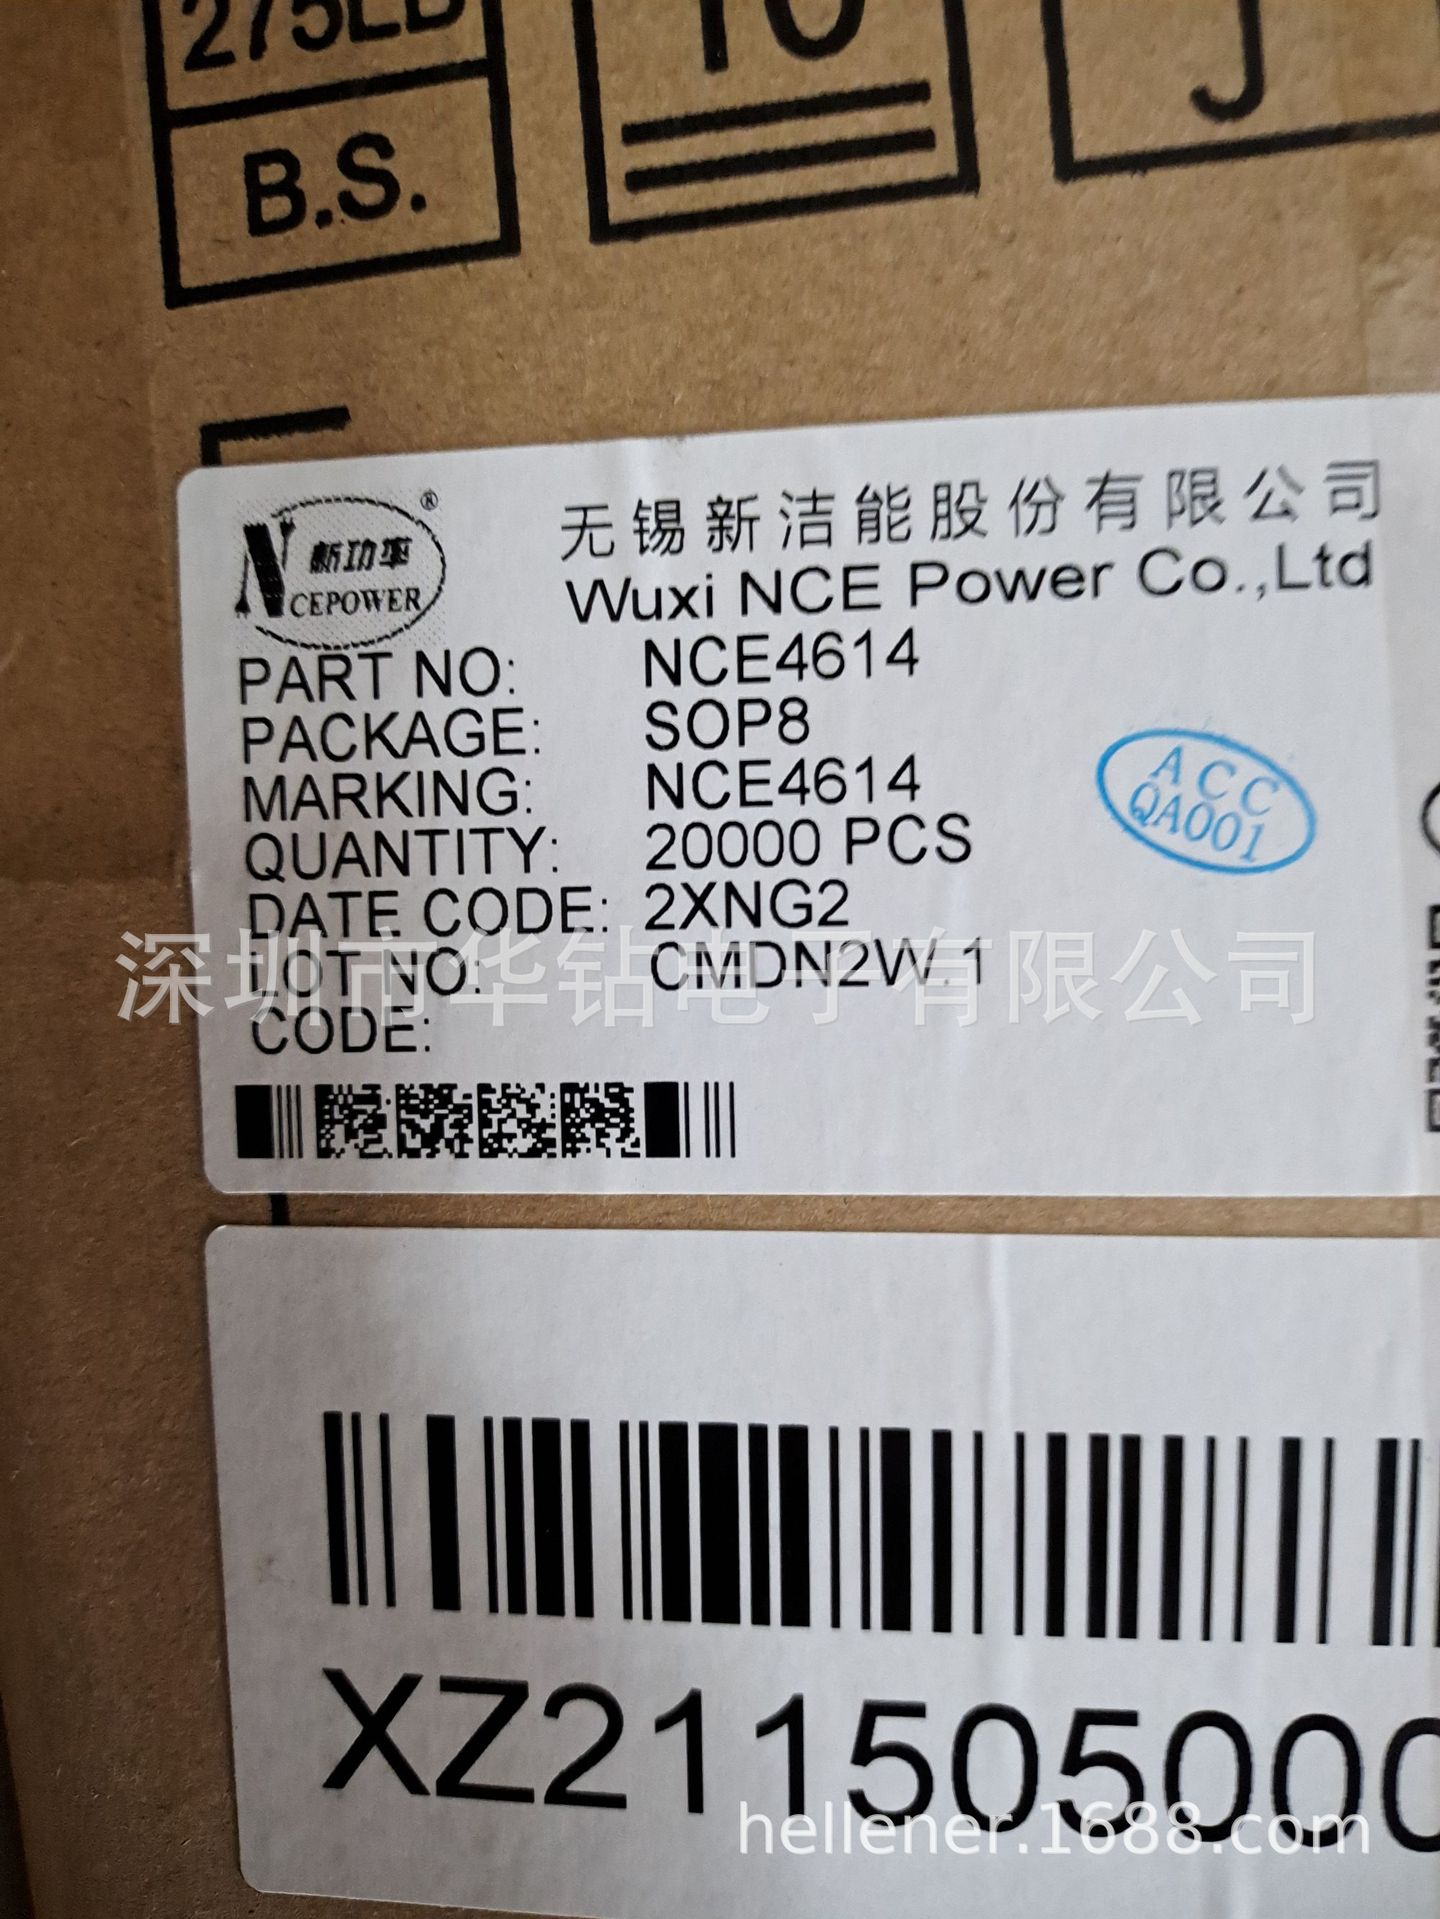 275LB
B.S.
10
J
®
新功率
NCEPOWER
无锡新洁能股份有限公司
Wuxi NCE Power Co.,Ltd
PART NO: NCE4614
PACKAGE: SOP8
MARKING: NCE4614
QUANTITY: 20000 PCS
DATE CODE: 2XNG2
LOT NO: CMDN2W.1
CODE:
ACC
QA001
深圳市华钻电子有限公司
XZ211505000
hellener.1688.com